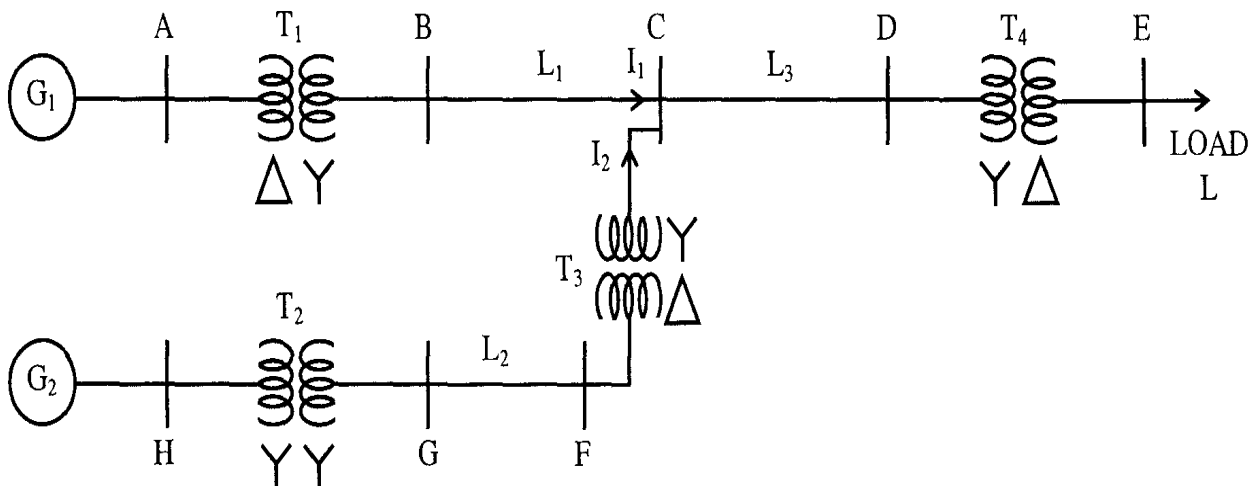 A T₁ B C D T₄ E
G₁ L₁ I₁ L₃
I₂ LOAD
Δ Y Y Δ L
T₃ Y
Δ
T₂
G₂ L₂
H Y Y G F